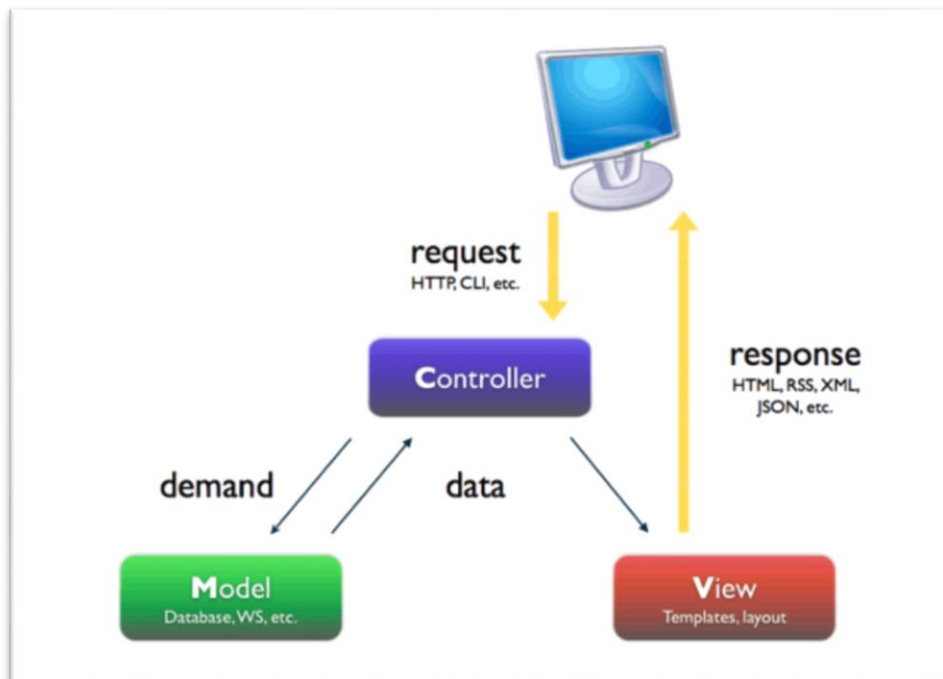 request
HTTP, CLI, etc.
Controller
response
HTML, RSS, XML,
JSON, etc.
demand
data
Model
Database, WS, etc.
View
Templates, layout